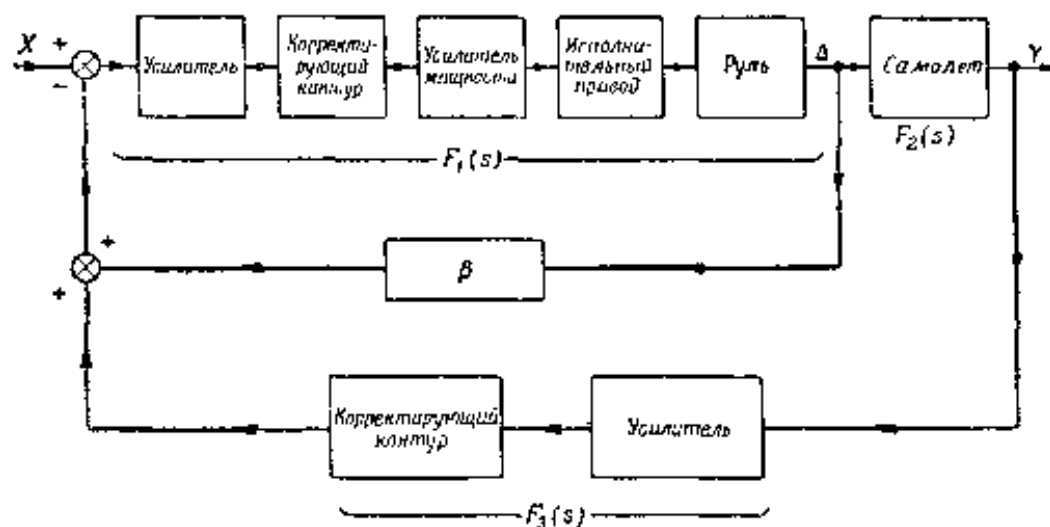 X
+
-
Усилитель
Корректи-
рующий
контур
Усилитель
мощности
Исполни-
тельный
привод
Руль
Δ
Самолет
Y
F₁(s)
F₂(s)
+
+
β
Корректирующий
контур
Усилитель
F₃(s)